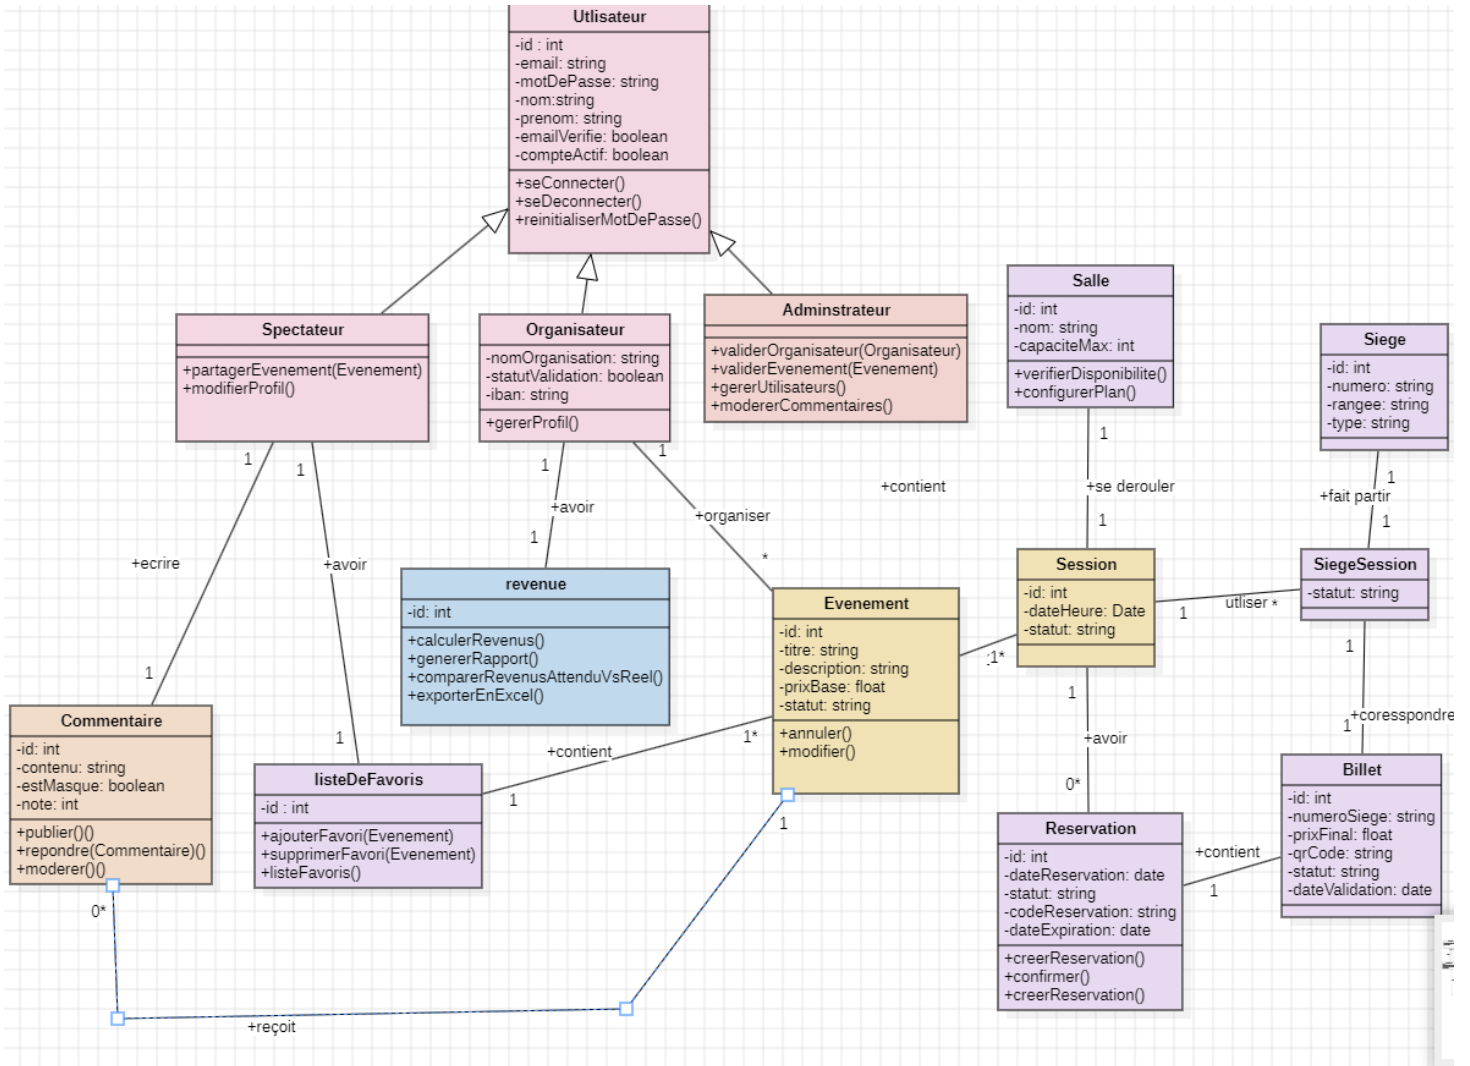 Utlisateur
-id : int
-email: string
-motDePasse: string
-nom:string
-prenom: string
-emailVerifie: boolean
-compteActif: boolean
+seConnecter()
+seDeconnecter()
+reinitialiserMotDePasse()
Spectateur
+partagerEvenement(Evenement)
+modifierProfil()
Organisateur
-nomOrganisation: string
-statutValidation: boolean
-iban: string
+gererProfil()
Adminstrateur
+validerOrganisateur(Organisateur)
+validerEvenement(Evenement)
+gererUtilisateurs()
+modererCommentaires()
Salle
-id: int
-nom: string
-capaciteMax: int
+verifierDisponibilite()
+configurerPlan()
Siege
-id: int
-numero: string
-rangee: string
-type: string
1
1
1
1
1
1
+avoir
+organiser
+contient
+se derouler
+fait partir
1
1
1
*
+ecrire
+avoir
1
1
revenue
-id: int
+calculerRevenus()
+genererRapport()
+comparerRevenusAttenduVsReel()
+exporterEnExcel()
Evenement
-id: int
-titre: string
-description: string
-prixBase: float
-statut: string
+annuler()
+modifier()
Session
-id: int
-dateHeure: Date
-statut: string
SiegeSession
-statut: string
1
utliser *
:1*
1
1
1
+avoir
+coresspondre
0*
Commentaire
-id: int
-contenu: string
-estMasque: boolean
-note: int
+publier()()
+repondre(Commentaire)()
+moderer()()
listeDeFavoris
-id : int
+ajouterFavori(Evenement)
+supprimerFavori(Evenement)
+listeFavoris()
+contient
1
1*
Reservation
-id: int
-dateReservation: date
-statut: string
-codeReservation: string
-dateExpiration: date
+creerReservation()
+confirmer()
+creerReservation()
+contient
1
Billet
-id: int
-numeroSiege: string
-prixFinal: float
-qrCode: string
-statut: string
-dateValidation: date
1
0*
+reçoit